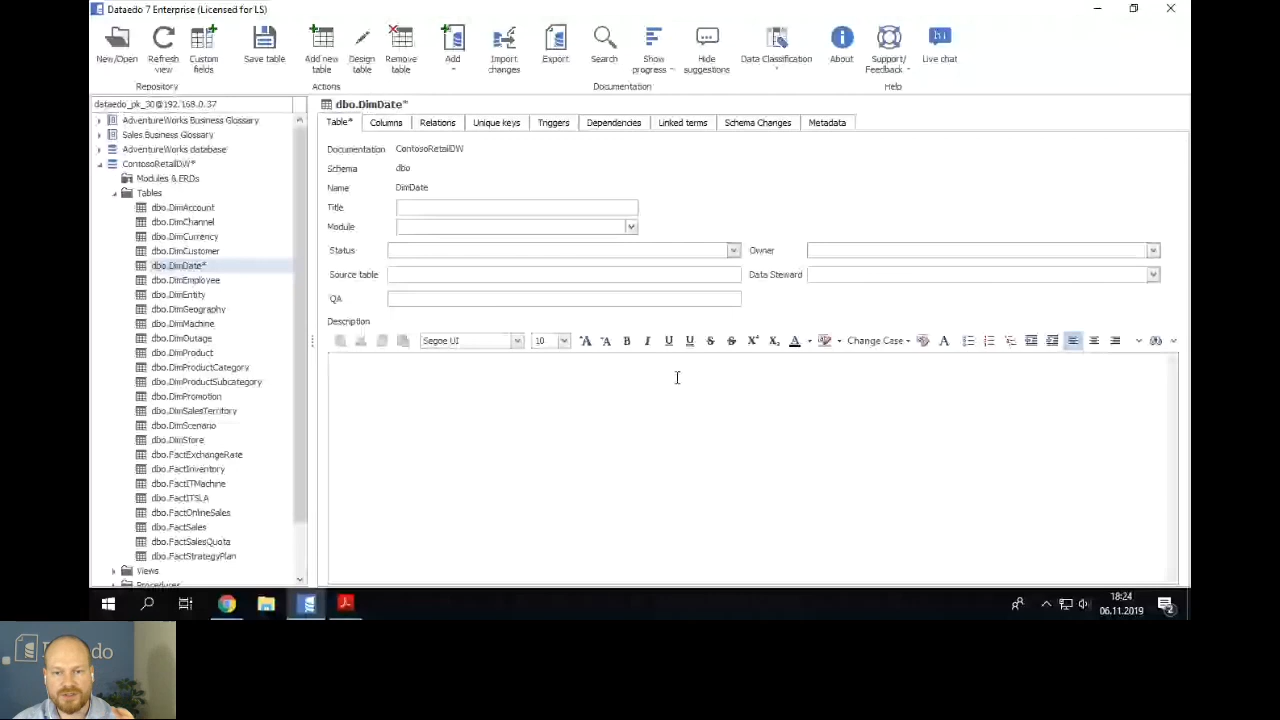 Dataedo 7 Enterprise (Licensed for LS)
New/Open
Refresh view
Custom fields
Save table
Add new table
Design table
Remove table
Add
Import changes
Export
Search
Show progress
Hide suggestions
Data Classification
About
Support/ Feedback
Live chat
Repository
Actions
Documentation
Help
dataedo_pk_30@192.168.0.37
AdventureWorks Business Glossary
Sales Business Glossary
AdventureWorks database
ContosoRetailDW*
Modules & ERDs
Tables
dbo.DimAccount
dbo.DimChannel
dbo.DimCurrency
dbo.DimCustomer
dbo.DimDate*
dbo.DimEmployee
dbo.DimEntity
dbo.DimGeography
dbo.DimMachine
dbo.DimOutage
dbo.DimProduct
dbo.DimProductCategory
dbo.DimProductSubcategory
dbo.DimPromotion
dbo.DimSalesTerritory
dbo.DimScenario
dbo.DimStore
dbo.FactExchangeRate
dbo.FactInventory
dbo.FactITMachine
dbo.FactITSLA
dbo.FactOnlineSales
dbo.FactSales
dbo.FactSalesQuota
dbo.FactStrategyPlan
Views
Procedures
dbo.DimDate*
Table* Columns Relations Unique keys Triggers Dependencies Linked terms Schema Changes Metadata
Documentation ContosoRetailDW
Schema dbo
Name DimDate
Title
Module
Status Owner
Source table Data Steward
QA
Description
Segoe UI 10 Change Case
18:24
06.11.2019
2